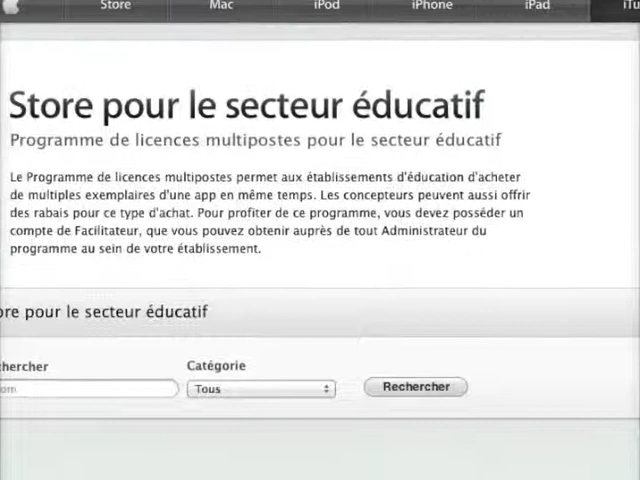 Store Mac iPod iPhone iPad
Store pour le secteur éducatif
Programme de licences multipostes pour le secteur éducatif
Le Programme de licences multipostes permet aux établissements d'éducation d'acheter
de multiples exemplaires d'une app en même temps. Les concepteurs peuvent aussi offrir
des rabais pour ce type d'achat. Pour profiter de ce programme, vous devez posséder un
compte de Facilitateur, que vous pouvez obtenir auprès de tout Administrateur du
programme au sein de votre établissement.
ore pour le secteur éducatif
hercher Catégorie
om Tous Rechercher